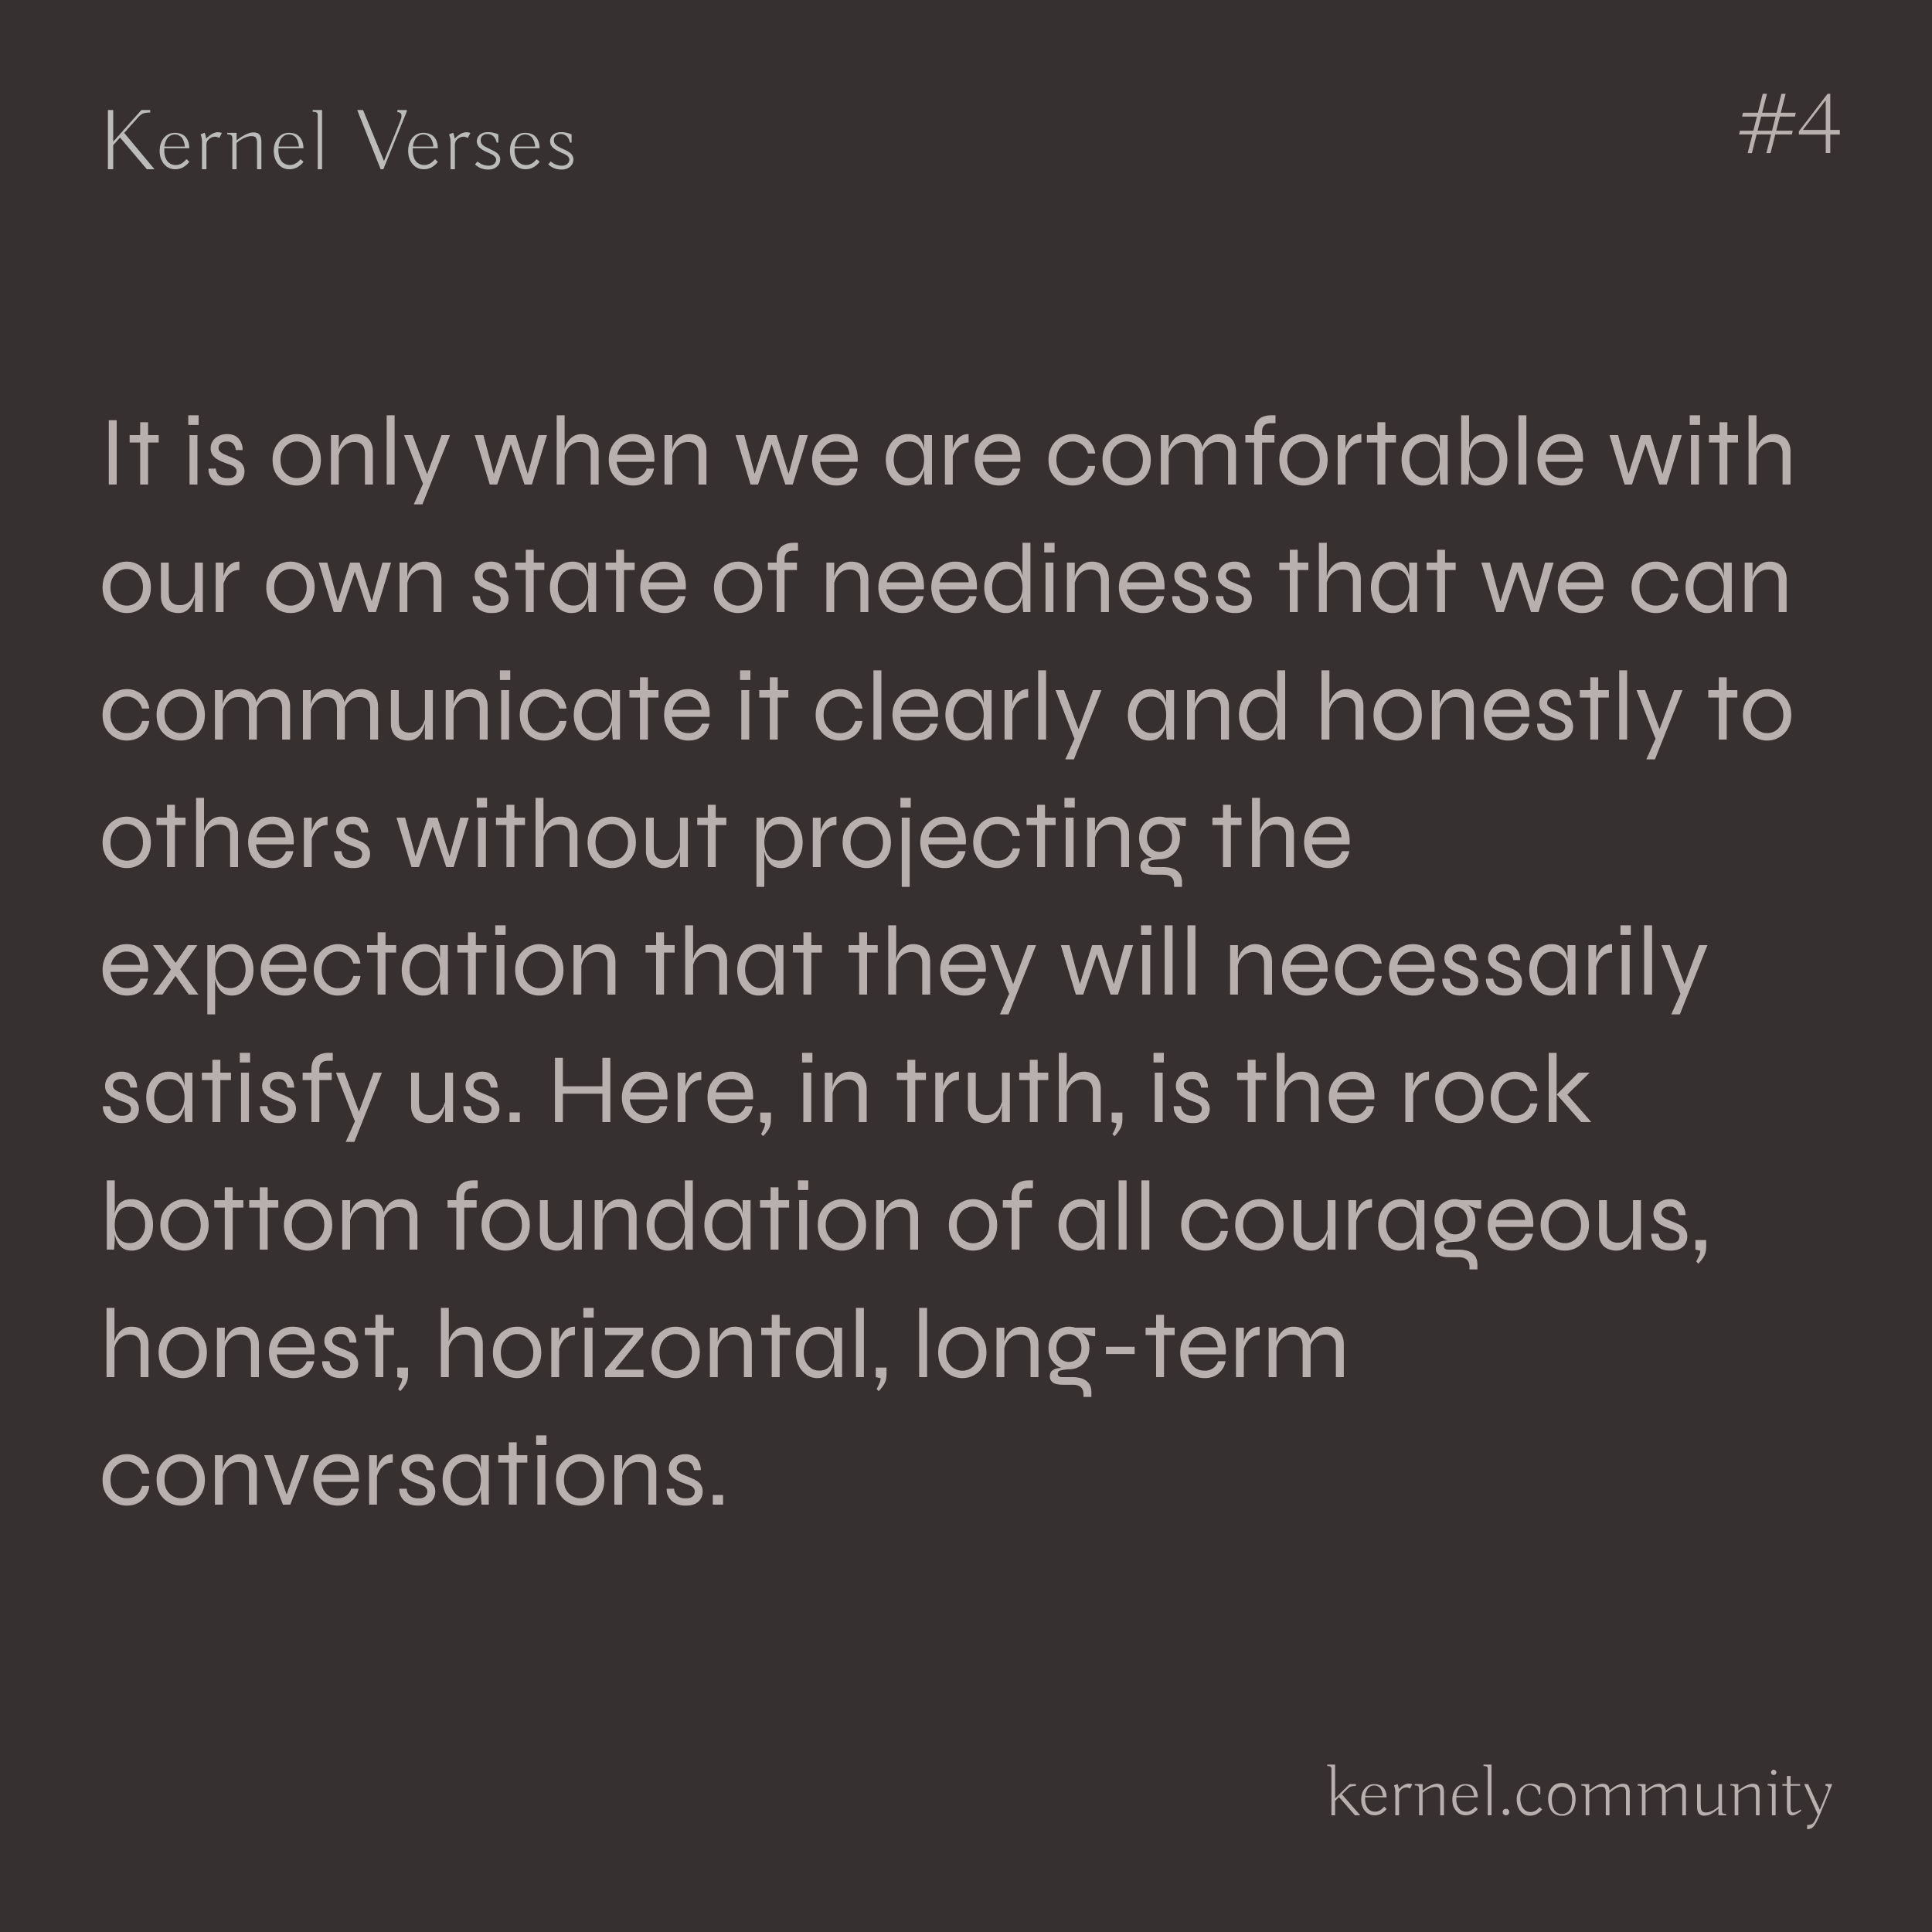 Kernel Verses
#4
It is only when we are comfortable with
our own state of neediness that we can
communicate it clearly and honestly to
others without projecting the
expectation that they will necessarily
satisfy us. Here, in truth, is the rock
bottom foundation of all courageous,
honest, horizontal, long-term
conversations.
kernel.community